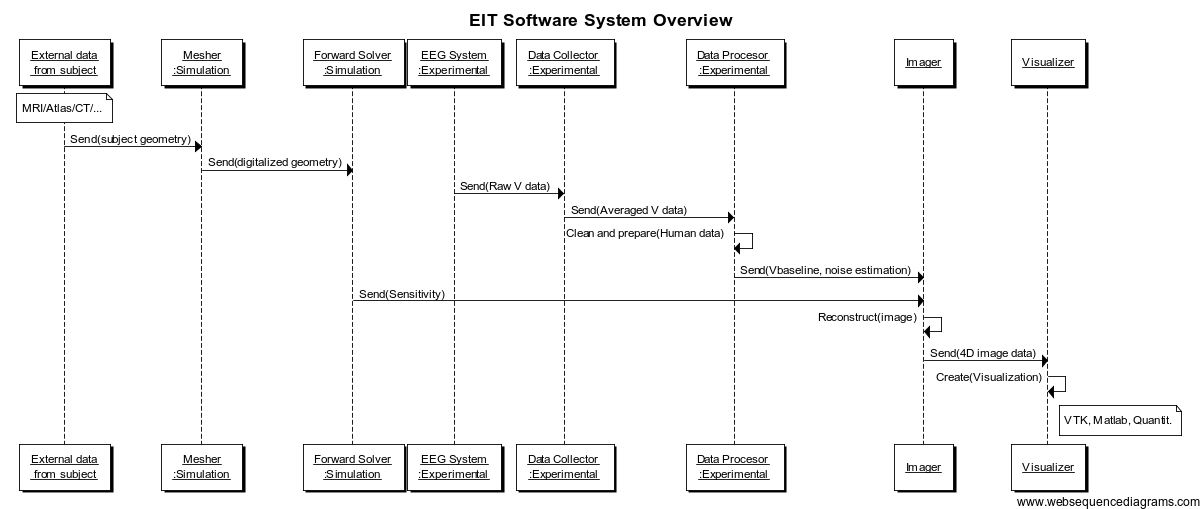 EIT Software System Overview
External data
from subject
Mesher
:Simulation
Forward Solver
:Simulation
EEG System
:Experimental
Data Collector
:Experimental
Data Procesor
:Experimental
Imager
Visualizer
MRI/Atlas/CT/...
Send(subject geometry)
Send(digitalized geometry)
Send(Raw V data)
Send(Averaged V data)
Clean and prepare(Human data)
Send(Vbaseline, noise estimation)
Send(Sensitivity)
Reconstruct(image)
Send(4D image data)
Create(Visualization)
VTK, Matlab, Quantit.
External data
from subject
Mesher
:Simulation
Forward Solver
:Simulation
EEG System
:Experimental
Data Collector
:Experimental
Data Procesor
:Experimental
Imager
Visualizer
www.websequencediagrams.com